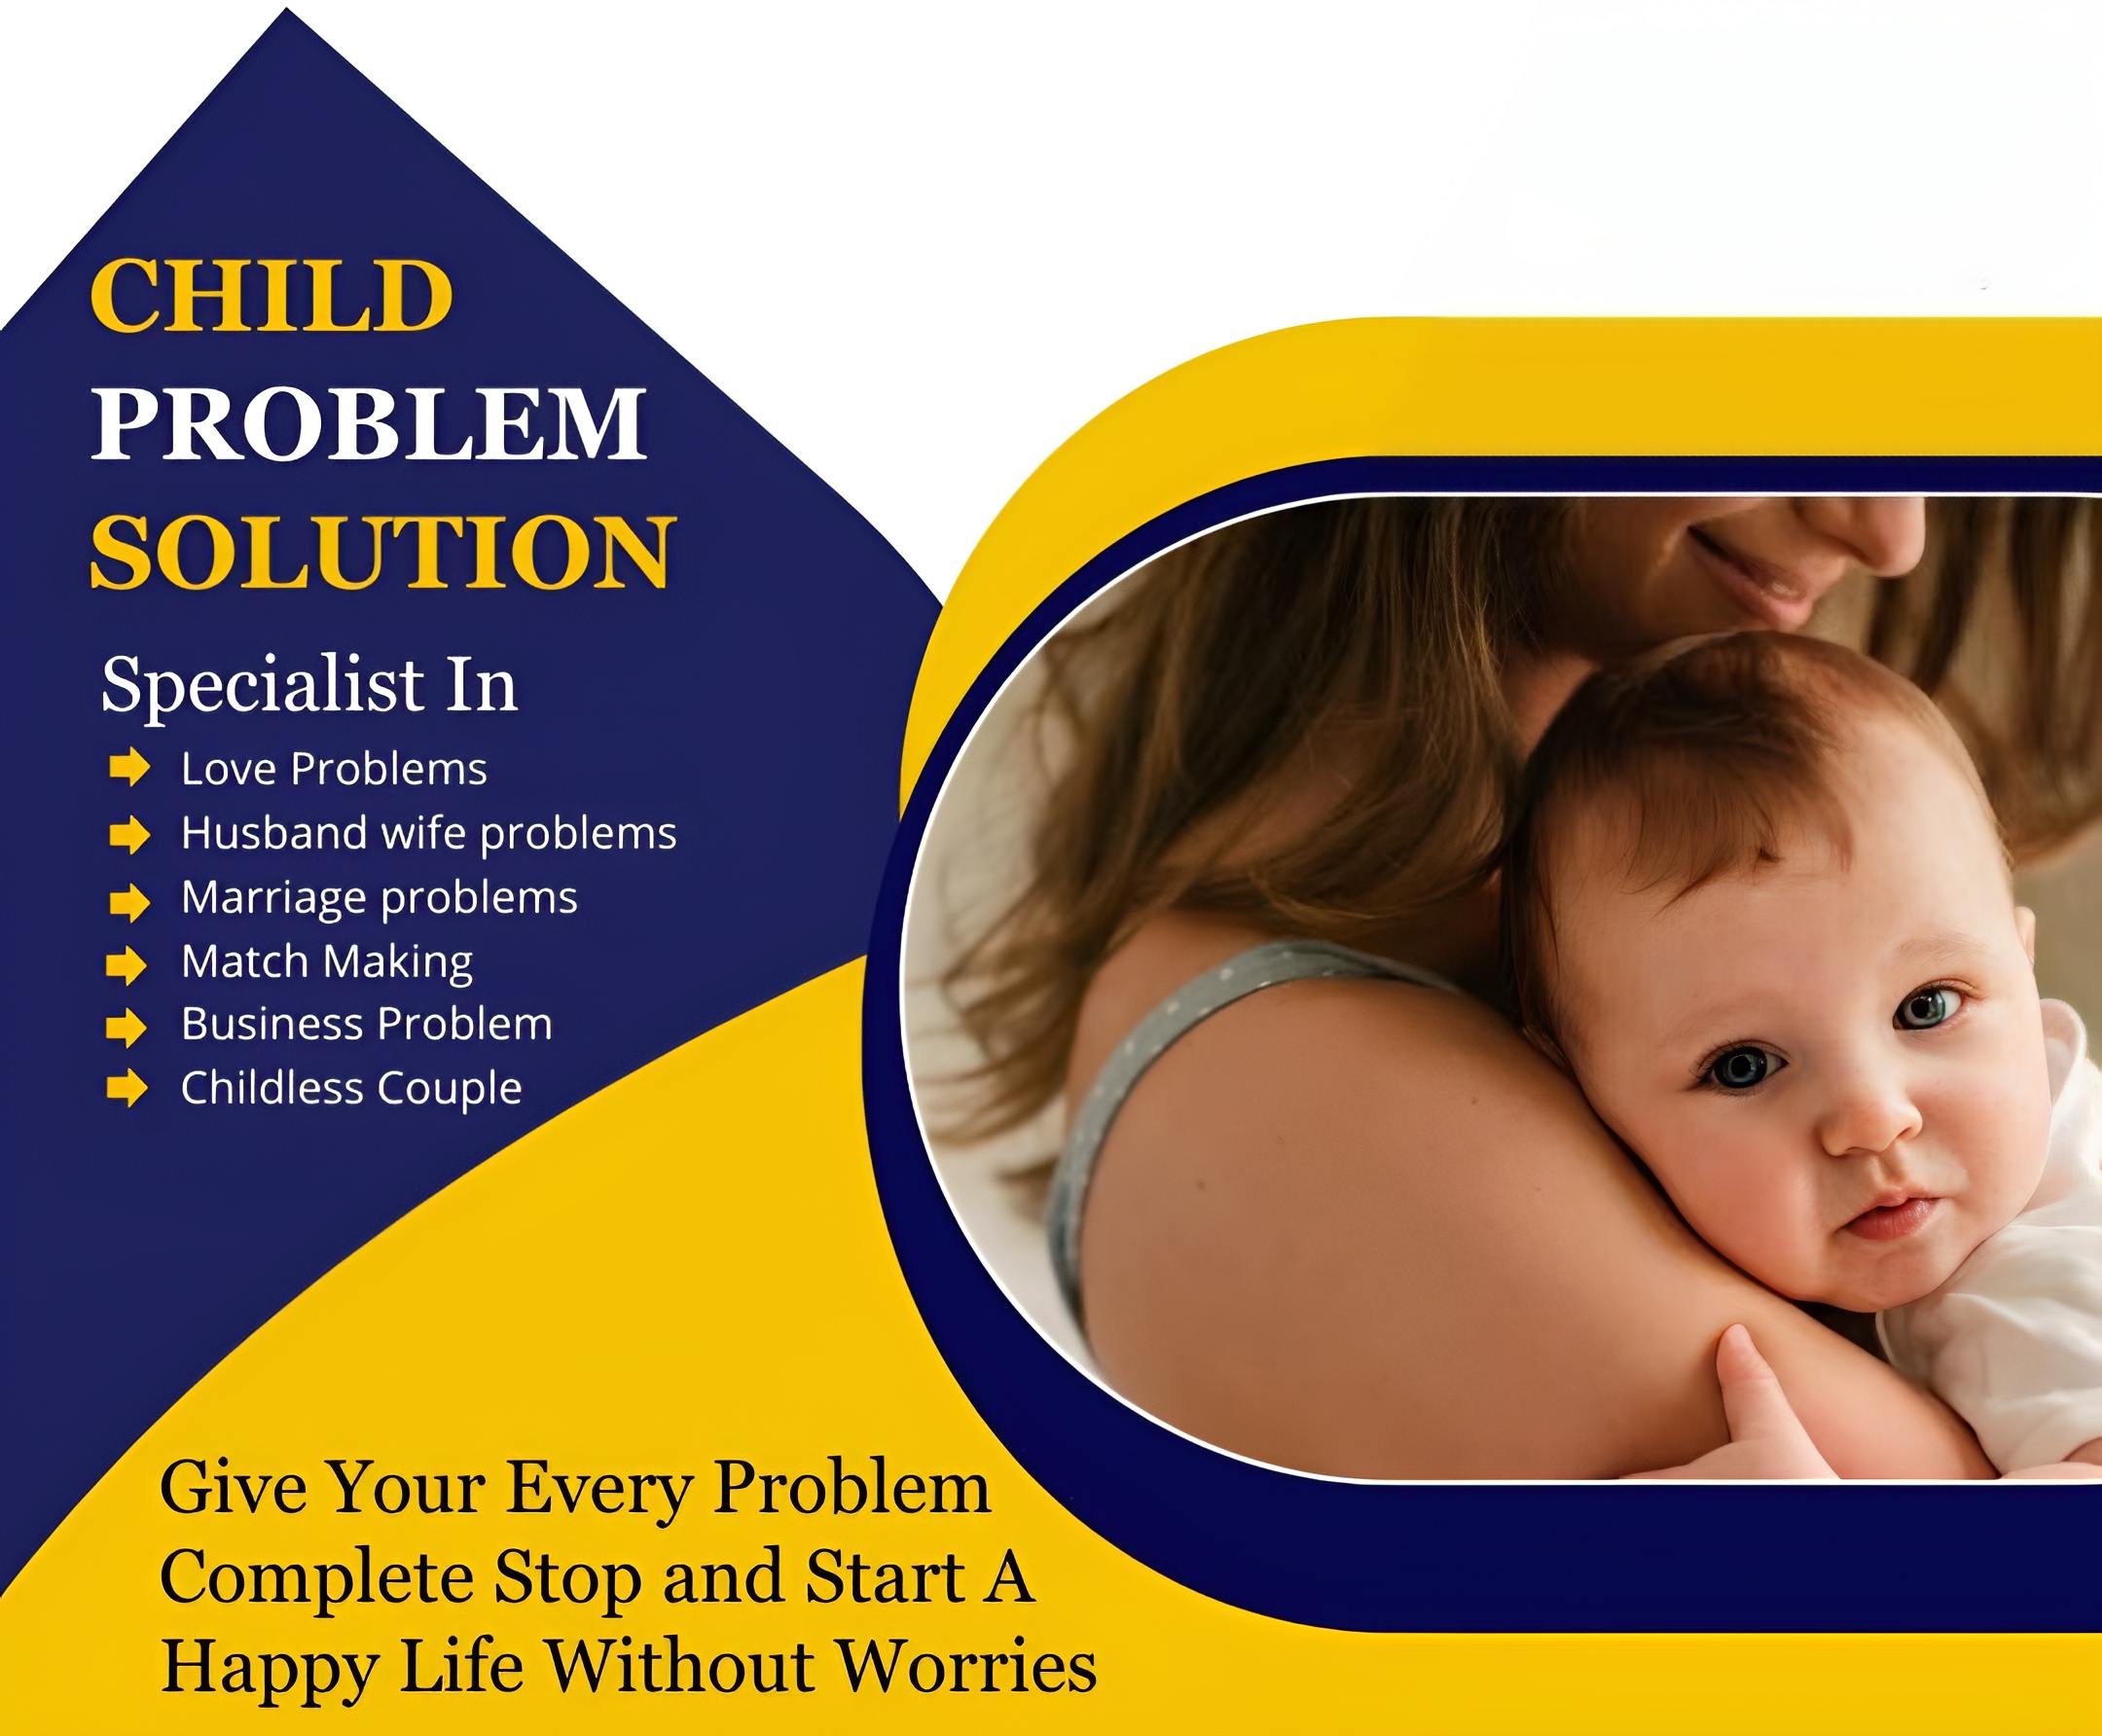 CHILD
PROBLEM
SOLUTION
Specialist In
Love Problems
Husband wife problems
Marriage problems
Match Making
Business Problem
Childless Couple
Give Your Every Problem
Complete Stop and Start A
Happy Life Without Worries